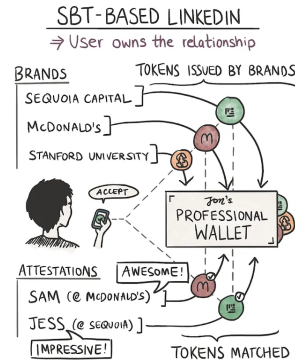 SBT-BASED LINKEDIN
⇒ User owns the relationship
BRANDS
TOKENS ISSUED BY BRANDS
SEQUOIA CAPITAL
McDONALD'S
STANFORD UNIVERSITY
ACCEPT
Jon's
PROFESSIONAL
WALLET
ATTESTATIONS
AWESOME!
SAM (@ McDONALD'S)
JESS (@ SEQUOIA)
IMPRESSIVE!
TOKENS MATCHED